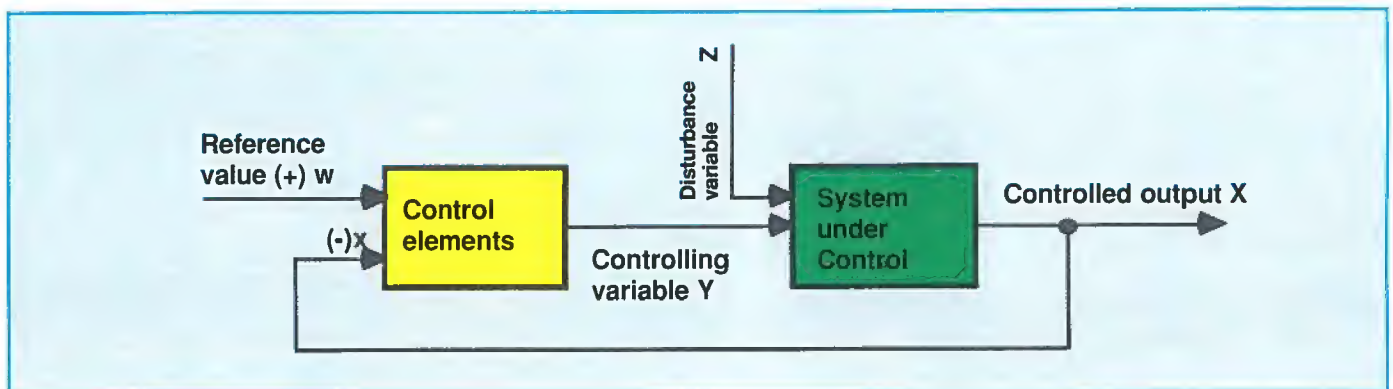 Reference
value (+) w
(-)x
Control
elements
Controlling
variable Y
Disturbance
variable
Z
System
under
Control
Controlled output X